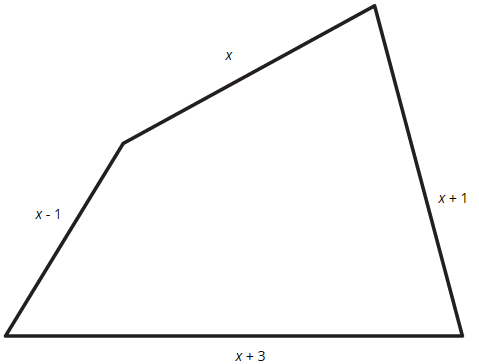 x
x - 1
x + 1
x + 3